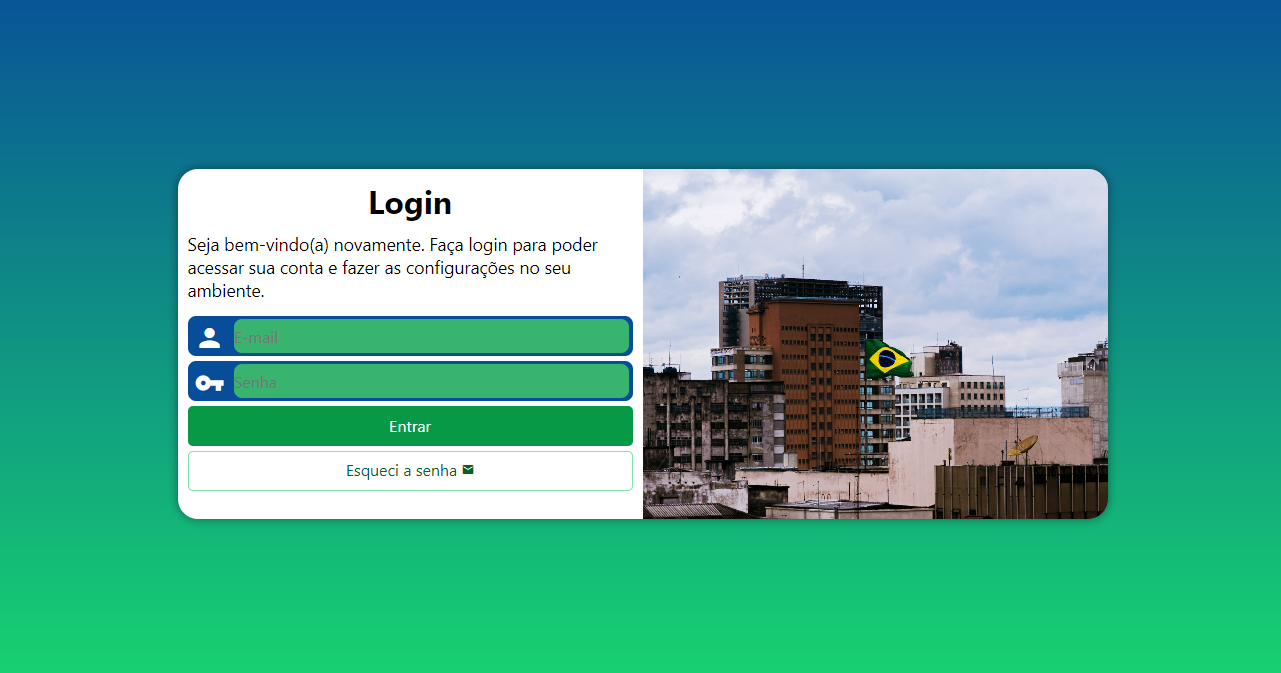 Login
Seja bem-vindo(a) novamente. Faça login para poder
acessar sua conta e fazer as configurações no seu
ambiente.
E-mail
Senha
Entrar
Esqueci a senha